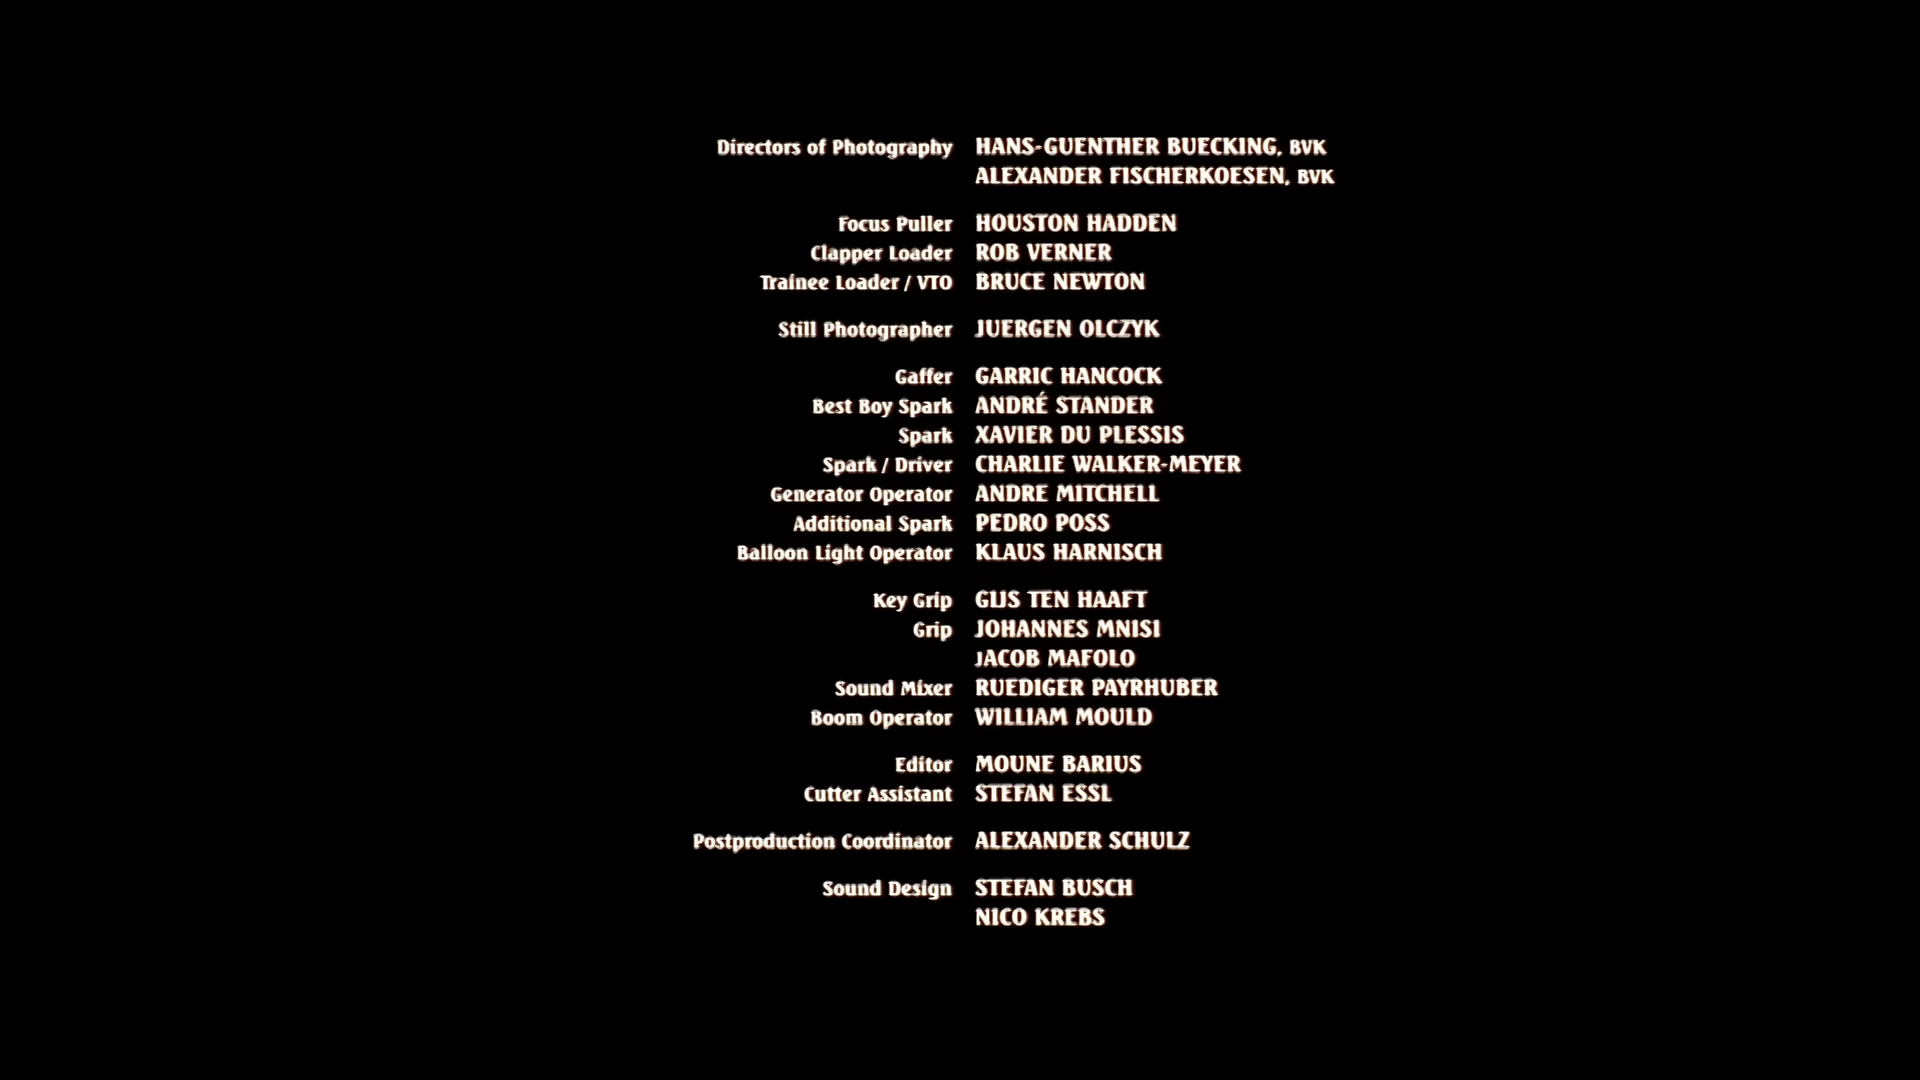 Directors of Photography HANS-GUENTHER BUECKING, BVK
ALEXANDER FISCHERKOESEN, BVK
Focus Puller HOUSTON HADDEN
Clapper Loader ROB VERNER
Trainee Loader / VTO BRUCE NEWTON
Still Photographer JUERGEN OLCZYK
Gaffer GARRIC HANCOCK
Best Boy Spark ANDRÉ STANDER
Spark XAVIER DU PLESSIS
Spark / Driver CHARLIE WALKER-MEYER
Generator Operator ANDRE MITCHELL
Additional Spark PEDRO POSS
Balloon Light Operator KLAUS HARNISCH
Key Grip GIJS TEN HAAFT
Grip JOHANNES MNISI
JACOB MAFOLO
Sound Mixer RUEDIGER PAYRHUBER
Boom Operator WILLIAM MOULD
Editor MOUNE BARIUS
Cutter Assistant STEFAN ESSL
Postproduction Coordinator ALEXANDER SCHULZ
Sound Design STEFAN BUSCH
NICO KREBS